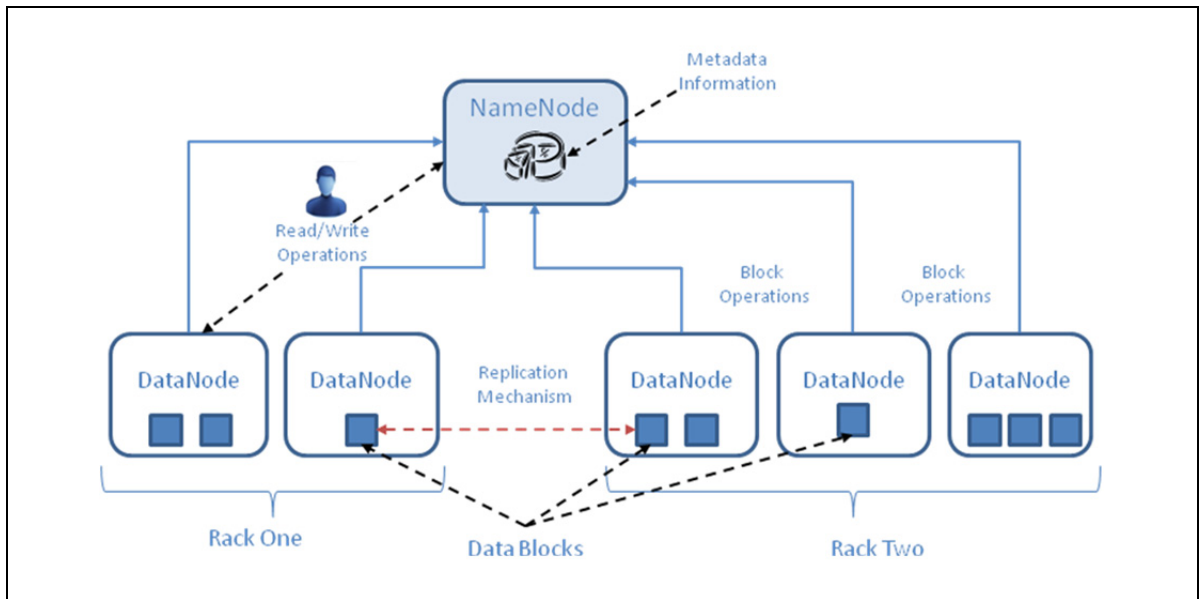 Metadata
Information
NameNode
Read/Write
Operations
Block
Operations
Block
Operations
DataNode
DataNode
Replication
Mechanism
DataNode
DataNode
DataNode
Rack One
Data Blocks
Rack Two